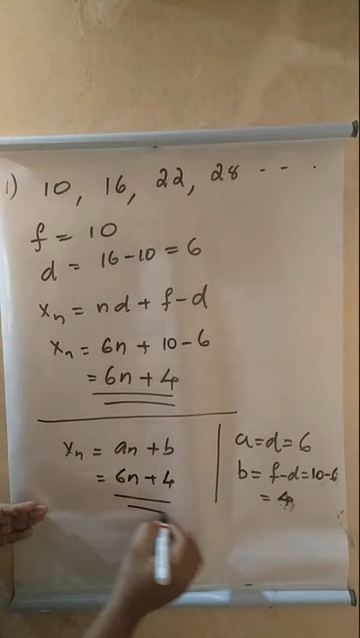 1) 10, 16, 22, 28 - - .
f = 10
d = 16-10 = 6
xₙ = nd + f-d
xₙ = 6n + 10-6
= 6n + 4
xₙ = an + b
= 6n+4
a=d=6
b= f-d=10-6
= 4